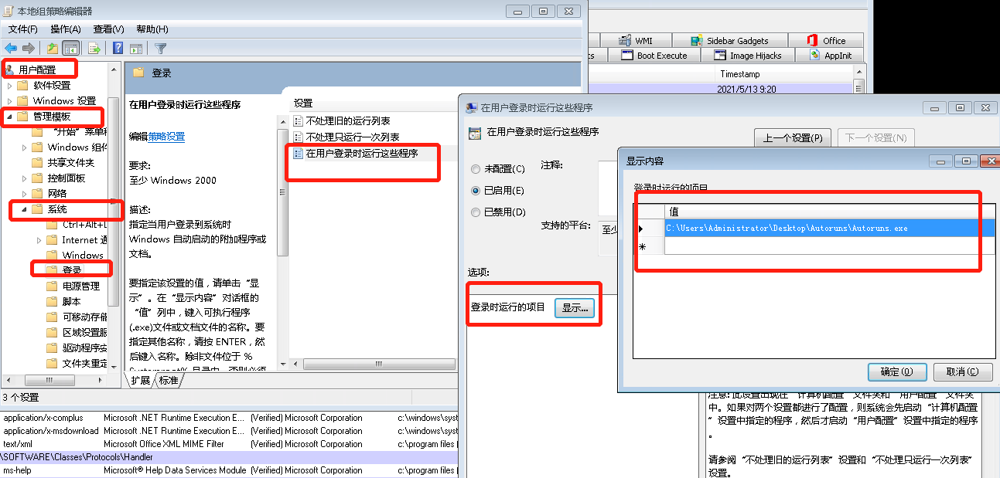 本地组策略编辑器
文件(F) 操作(A) 查看(V) 帮助(H)
用户配置
软件设置
Windows 设置
管理模板
"开始" 菜单和
Windows 组件
共享文件夹
控制面板
网络
系统
Ctrl+Alt+D
Internet 通
Windows
登录
电源管理
脚本
可移动存储
区域设置服
驱动程序安
文件夹重定
登录
在用户登录时运行这些程序
编辑策略设置
要求:
至少 Windows 2000
描述:
指定当用户登录到系统时
Windows 自动启动的附加程序或
文档。
要指定该设置的值，请单击“显
示”。在“显示内容”对话框的
“值”列中，键入可执行程序
(.exe)文件或文档文件的名称。要
指定其他名称，请按 ENTER，然
后键入名称。除非文件位于 %
设置
不处理旧的运行列表
不处理只运行一次列表
在用户登录时运行这些程序
扩展 标准
3 个设置
WMI
Sidebar Gadgets
Office
Boot Execute
Image Hijacks
AppInit
Timestamp
2021/5/13 9:20
在用户登录时运行这些程序
在用户登录时运行这些程序
上一个设置(P)
下一个设置(N)
未配置(C)
已启用(E)
已禁用(D)
注释:
支持的平台:
至少
选项:
登录时运行的项目
显示...
显示内容
登录时运行的项目
值
C:\Users\Administrator\Desktop\Autoruns\Autoruns.exe
确定(O)
取消(C)
注意: 此设置出现在“计算机配置”文件夹和“用户配置”文件夹
中。如果对两个设置都进行了配置，则系统会先启动“计算机配置
”设置中指定的程序，然后才启动“用户配置”设置中指定的程序
。
请参阅“不处理旧的运行列表”设置和“不处理只运行一次列表”
设置。
application/x-complus Microsoft .NET Runtime Execution E... (Verified) Microsoft Corporation c:\windows\syst
application/x-msdownload Microsoft .NET Runtime Execution E... (Verified) Microsoft Corporation c:\windows\syst
text/xml Microsoft Office XML MIME Filter (Verified) Microsoft Corporation c:\program files
\SOFTWARE\Classes\Protocols\Handler
ms-help Microsoft® Help Data Services Module (Verified) Microsoft Corporation c:\program files